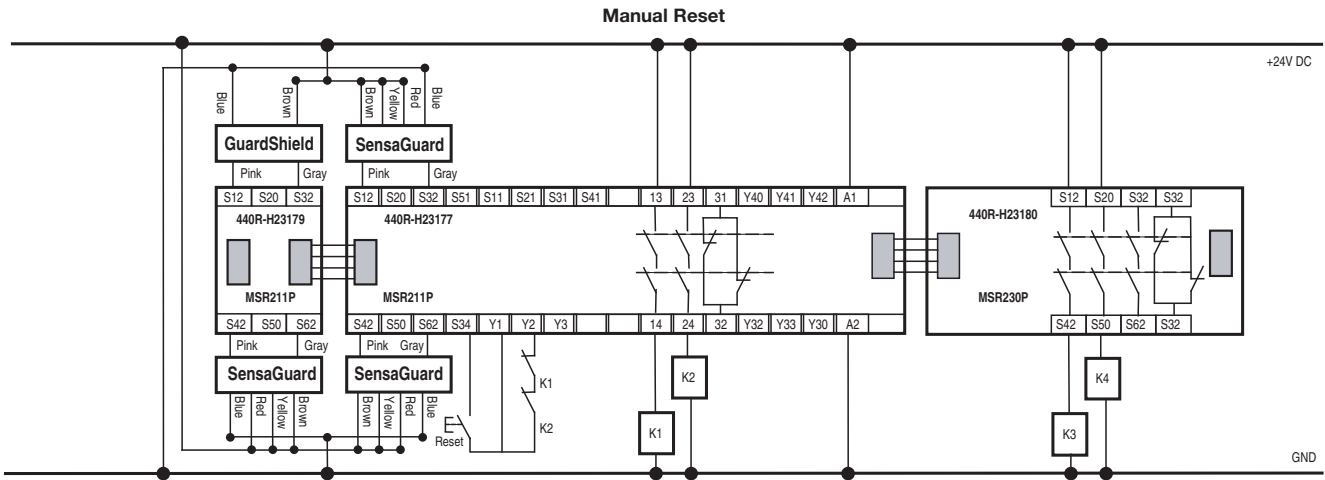 Manual Reset
+24V DC
Blue
Brown
Brown
Yellow
Red
Blue
GuardShield
SensaGuard
Pink
Gray
Pink
Gray
S12 S20 S32
S12 S20 S32 S51 S11 S21 S31 S41 13 23 31 Y40 Y41 Y42 A1
S12 S20 S32 S32
440R-H23179
440R-H23177
440R-H23180
MSR211P
MSR211P
MSR230P
S42 S50 S62
S42 S50 S62 S34 Y1 Y2 Y3 14 24 32 Y32 Y33 Y30 A2
S42 S50 S62 S32
Pink
Gray
Pink
Gray
SensaGuard
SensaGuard
K1
K2
K4
Blue
Red
Yellow
Brown
Brown
Yellow
Red
Blue
Reset
K2
K1
K3
GND